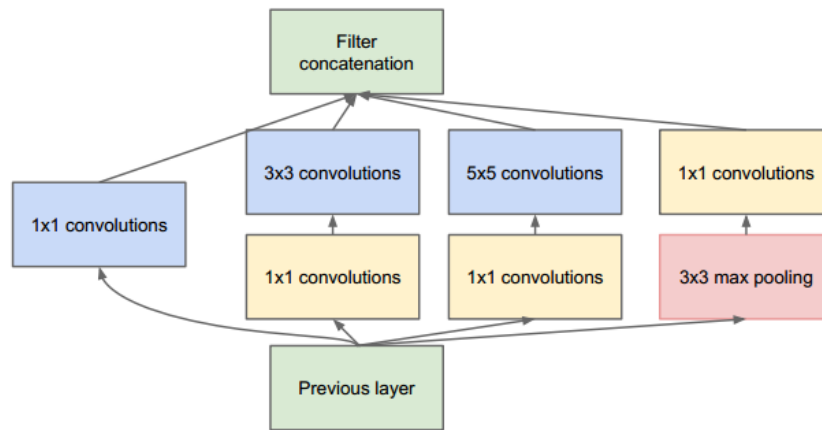 Filter
concatenation
3x3 convolutions
5x5 convolutions
1x1 convolutions
1x1 convolutions
1x1 convolutions
1x1 convolutions
3x3 max pooling
Previous layer